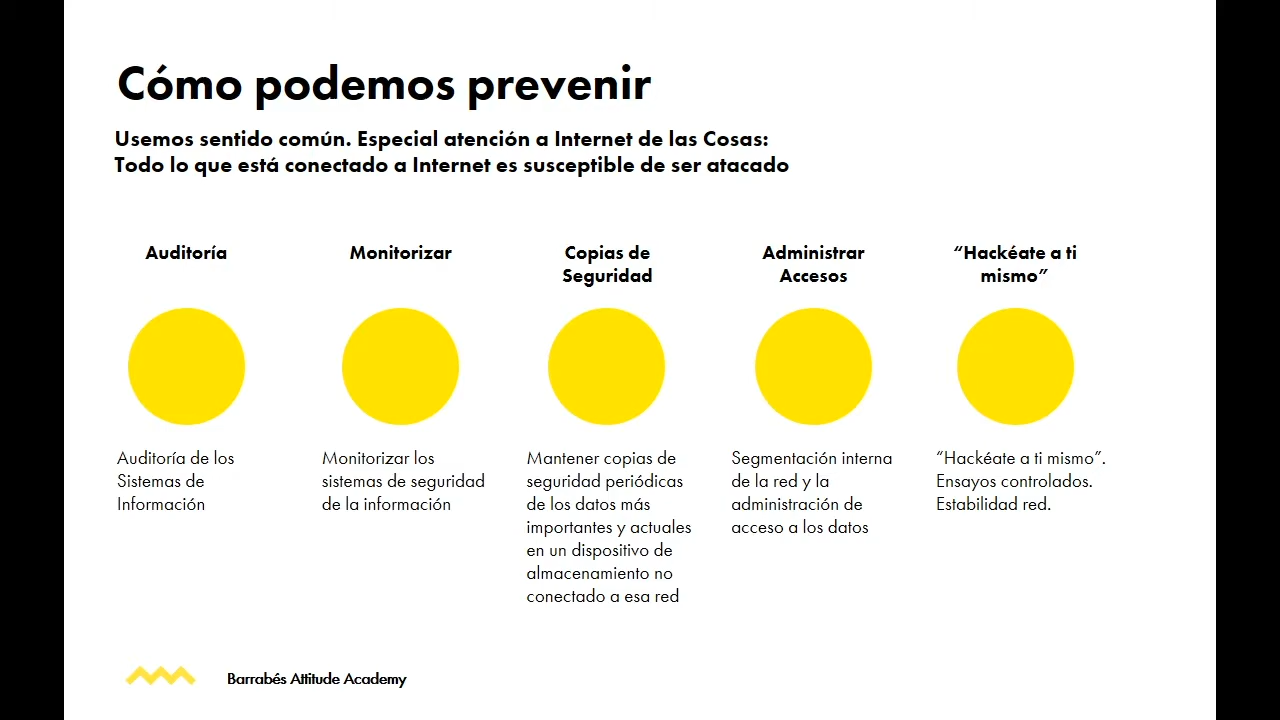 Cómo podemos prevenir
Usemos sentido común. Especial atención a Internet de las Cosas:
Todo lo que está conectado a Internet es susceptible de ser atacado
Auditoría
Auditoría de los
Sistemas de
Información
Monitorizar
Monitorizar los
sistemas de seguridad
de la información
Copias de
Seguridad
Mantener copias de
seguridad periódicas
de los datos más
importantes y actuales
en un dispositivo de
almacenamiento no
conectado a esa red
Administrar
Accesos
Segmentación interna
de la red y la
administración de
acceso a los datos
“Hackéate a ti
mismo”
“Hackéate a ti mismo”.
Ensayos controlados.
Estabilidad red.
Barrabés Attitude Academy